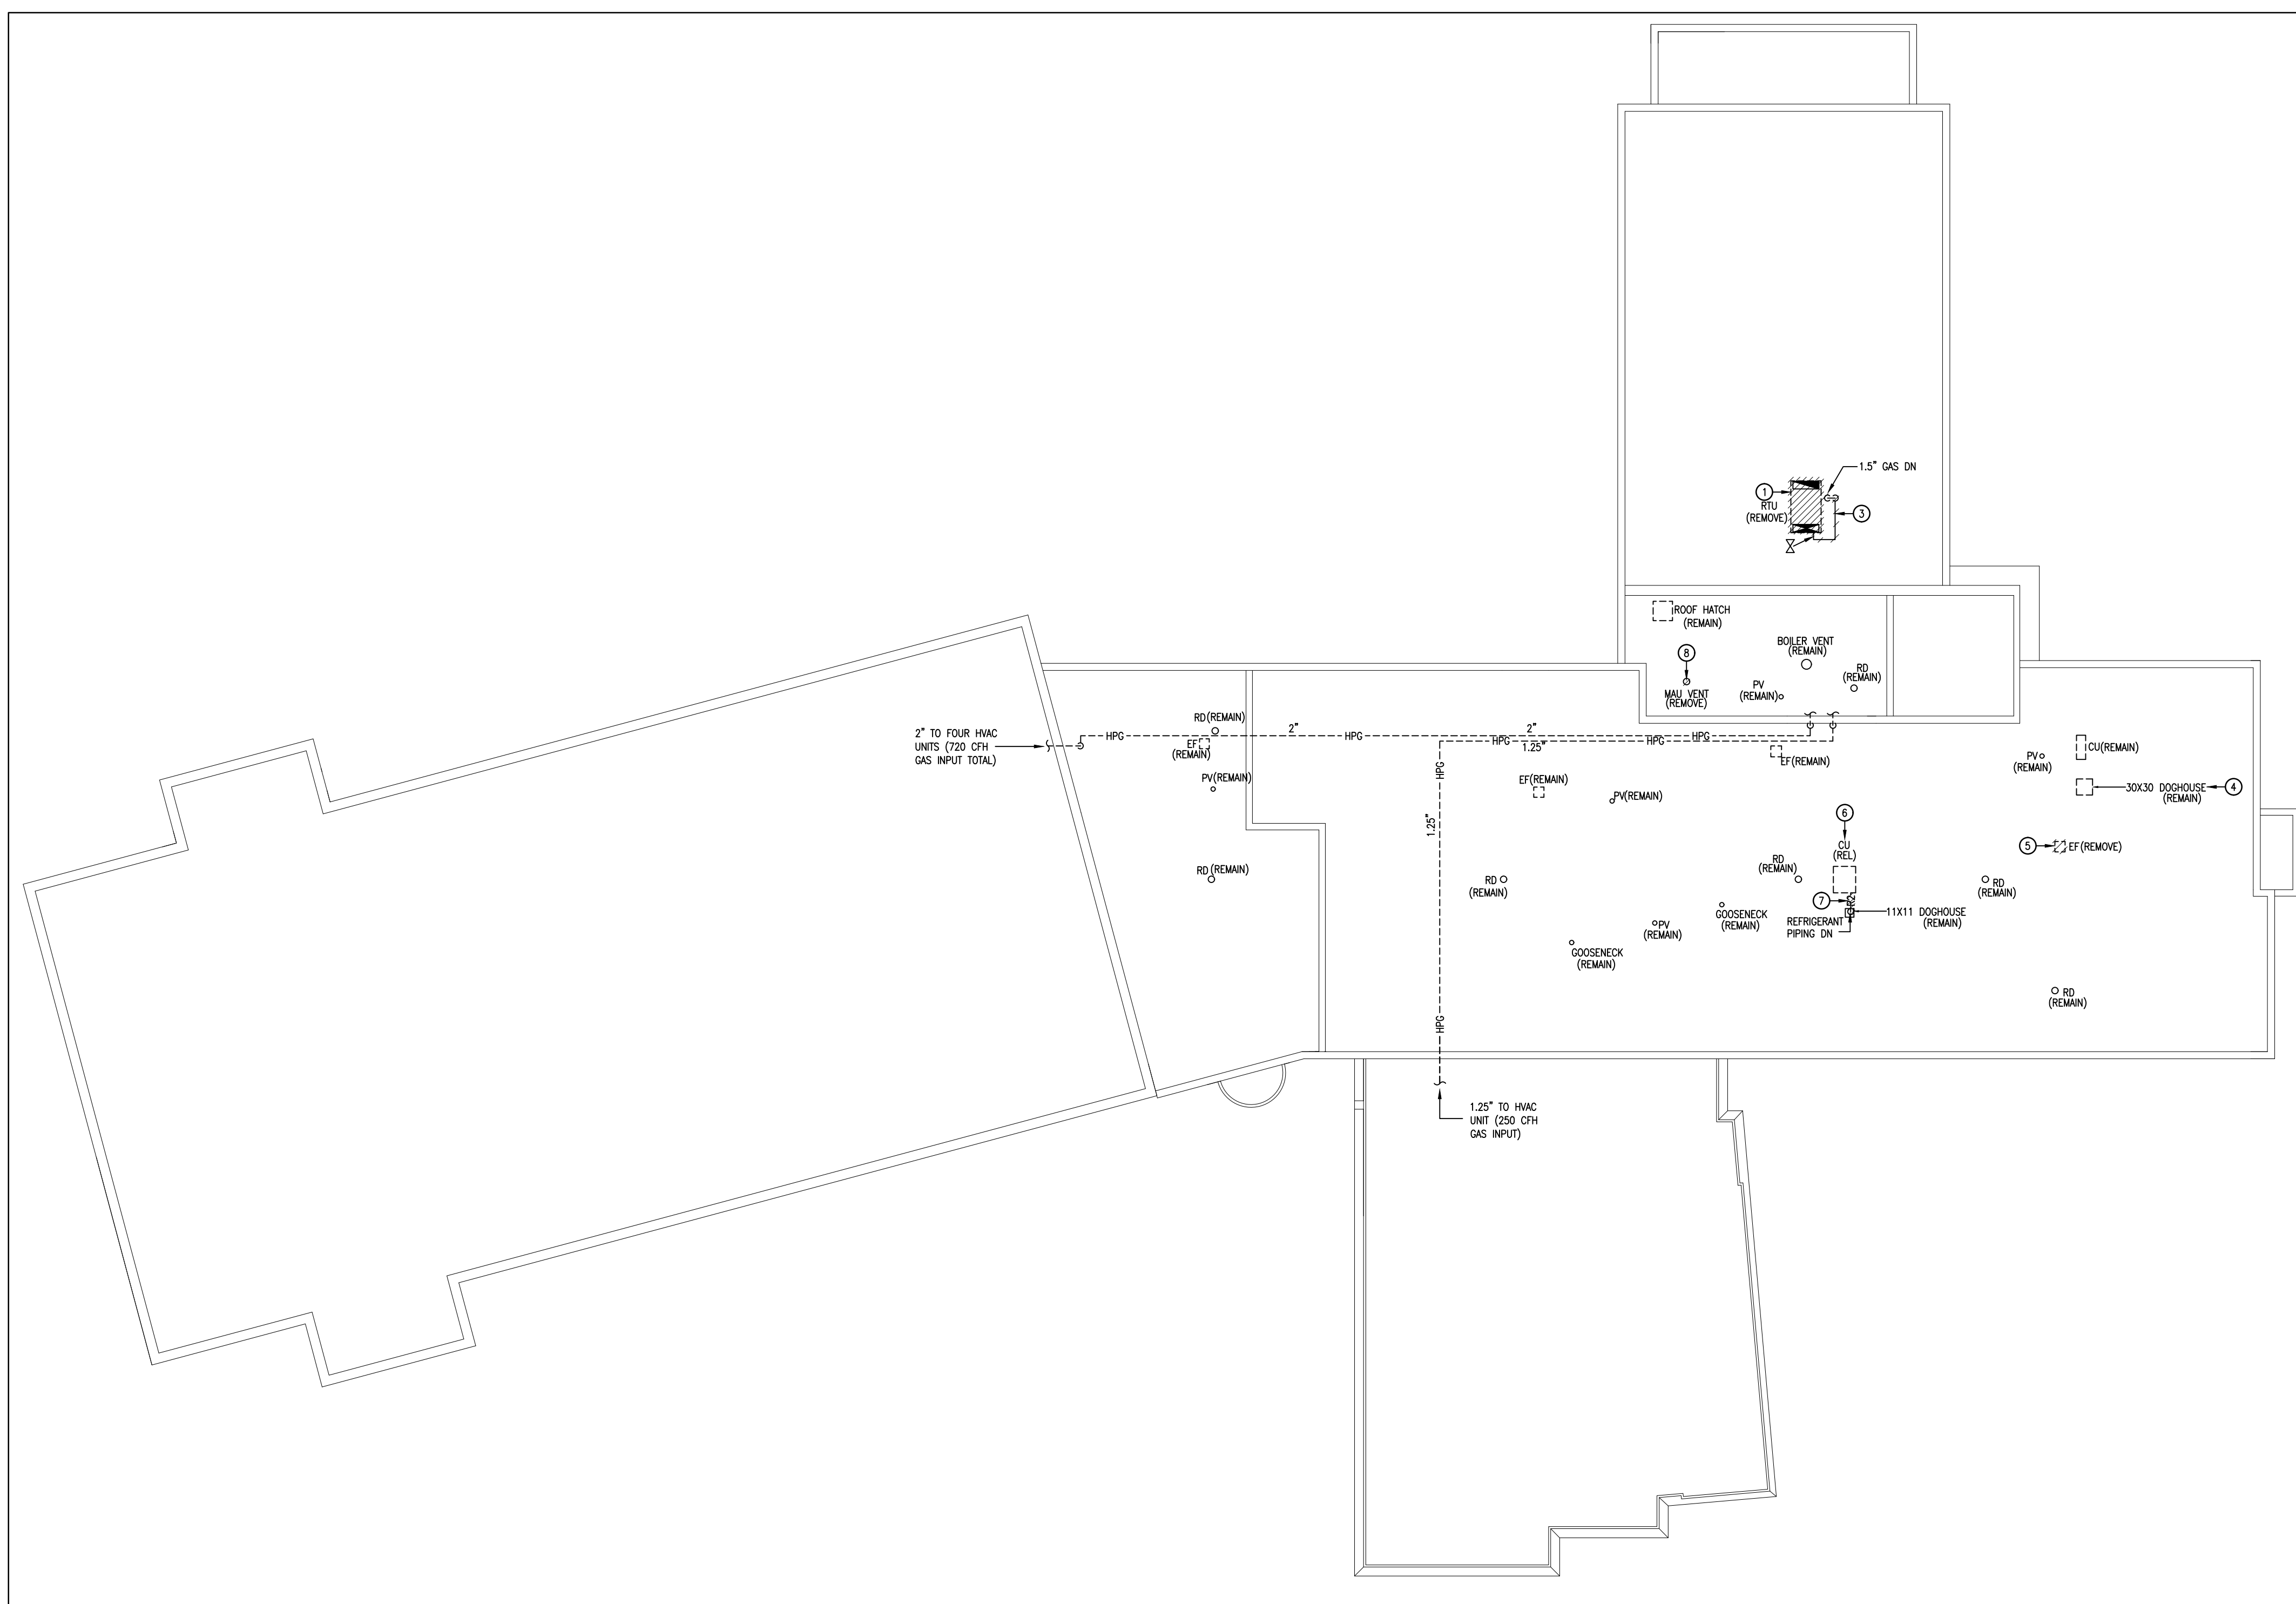 1.5" GAS DN
1
RTU
(REMOVE)
3
ROOF HATCH
(REMAIN)
8
MAU VENT
(REMOVE)
BOILER VENT
(REMAIN)
PV
(REMAIN)
RD
(REMAIN)
2" TO FOUR HVAC
UNITS (720 CFH
GAS INPUT TOTAL)
HPG
RD(REMAIN)
EF
(REMAIN)
2"
HPG
2"
HPG
HPG
1.25"
HPG
HPG
EF(REMAIN)
PV(REMAIN)
EF(REMAIN)
PV(REMAIN)
1.25"
PV
(REMAIN)
CU(REMAIN)
30X30 DOGHOUSE
(REMAIN)
4
6
CU
(REL)
5
EF(REMOVE)
RD(REMAIN)
RD
(REMAIN)
RD
(REMAIN)
RD
(REMAIN)
7
R2
11X11 DOGHOUSE
(REMAIN)
REFRIGERANT
PIPING DN
GOOSENECK
(REMAIN)
PV
(REMAIN)
GOOSENECK
(REMAIN)
RD
(REMAIN)
HPG
1.25" TO HVAC
UNIT (250 CFH
GAS INPUT)